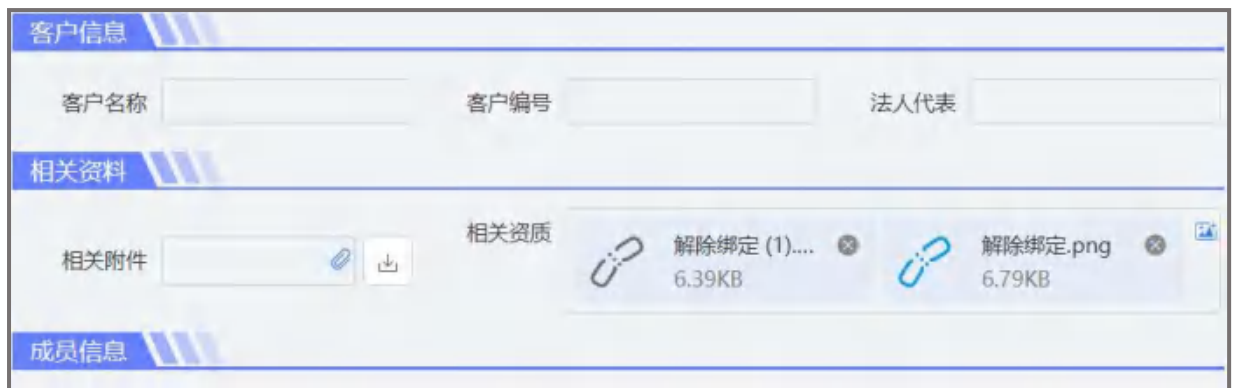 客户信息
客户名称 客户编号 法人代表
相关资料
相关附件 相关资质 解除绑定 (1).... 解除绑定.png
6.39KB 6.79KB
成员信息